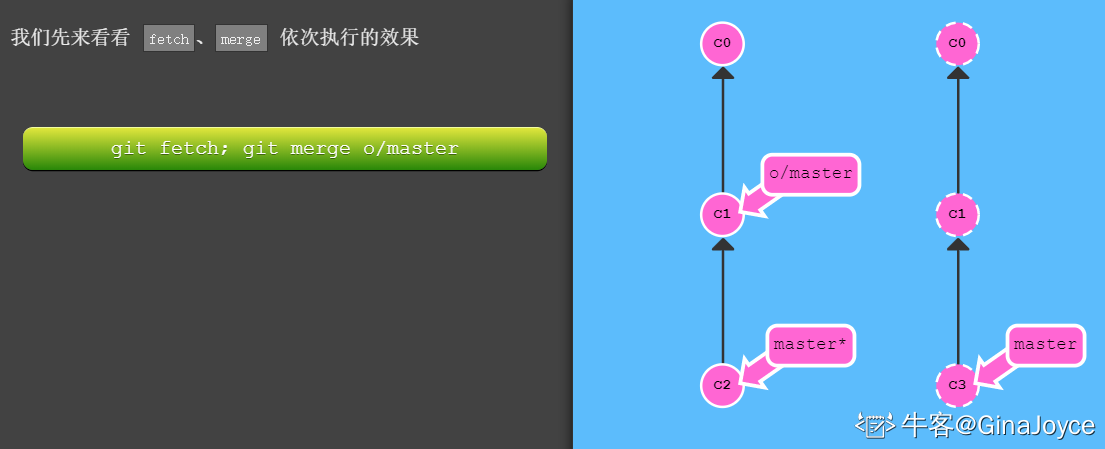 我们先来看看 fetch、merge 依次执行的效果
git fetch; git merge o/master
c0
c0
o/master
c1
c1
master*
master
c2
c3
牛客@GinaJoyce